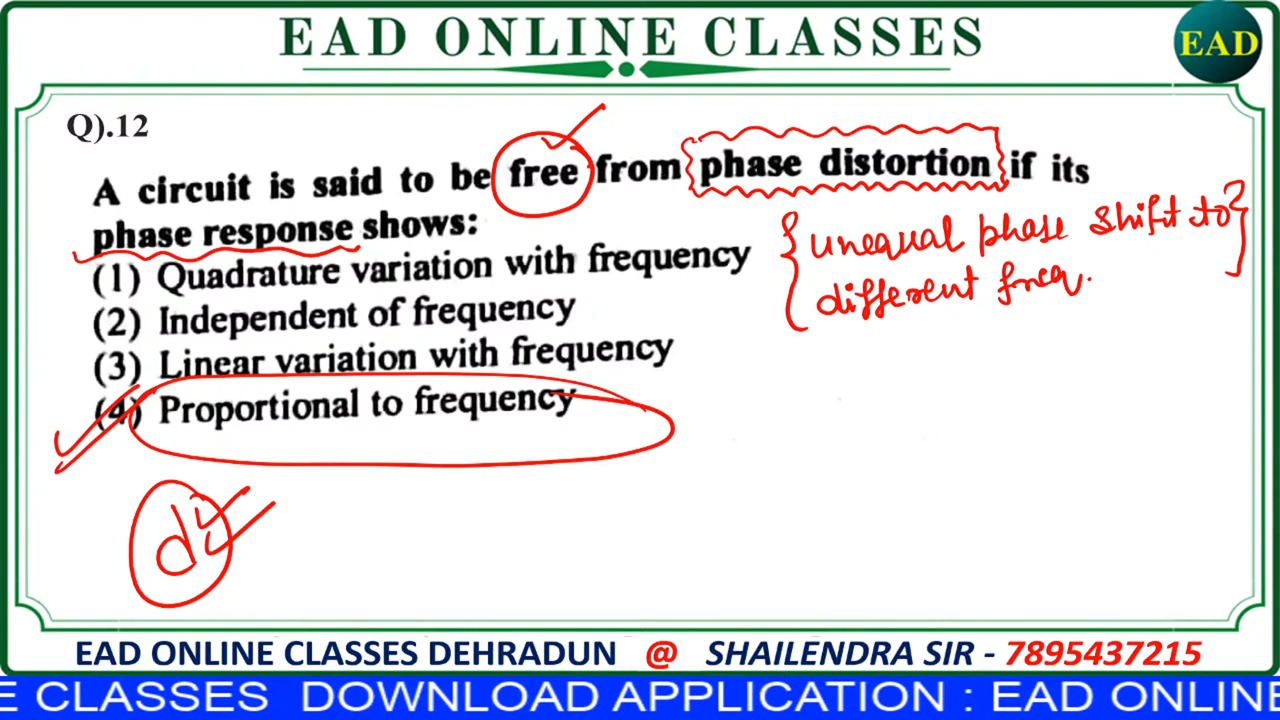 EAD ONLINE CLASSES
EAD
Q).12
A circuit is said to be free from phase distortion if its
phase response shows:
{ unequal phase shift to }
different freq.
(1) Quadrature variation with frequency
(2) Independent of frequency
(3) Linear variation with frequency
(4) Proportional to frequency
d
EAD ONLINE CLASSES DEHRADUN @ SHAILENDRA SIR - 7895437215
E CLASSES DOWNLOAD APPLICATION : EAD ONLINE